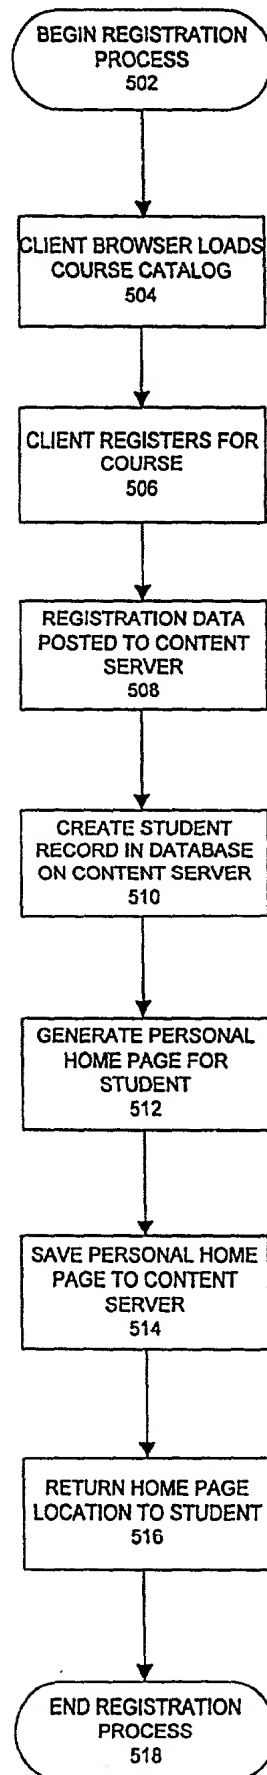 BEGIN REGISTRATION
PROCESS
502
CLIENT BROWSER LOADS
COURSE CATALOG
504
CLIENT REGISTERS FOR
COURSE
506
REGISTRATION DATA
POSTED TO CONTENT
SERVER
508
CREATE STUDENT
RECORD IN DATABASE
ON CONTENT SERVER
510
GENERATE PERSONAL
HOME PAGE FOR
STUDENT
512
SAVE PERSONAL HOME
PAGE TO CONTENT
SERVER
514
RETURN HOME PAGE
LOCATION TO STUDENT
516
END REGISTRATION
PROCESS
518